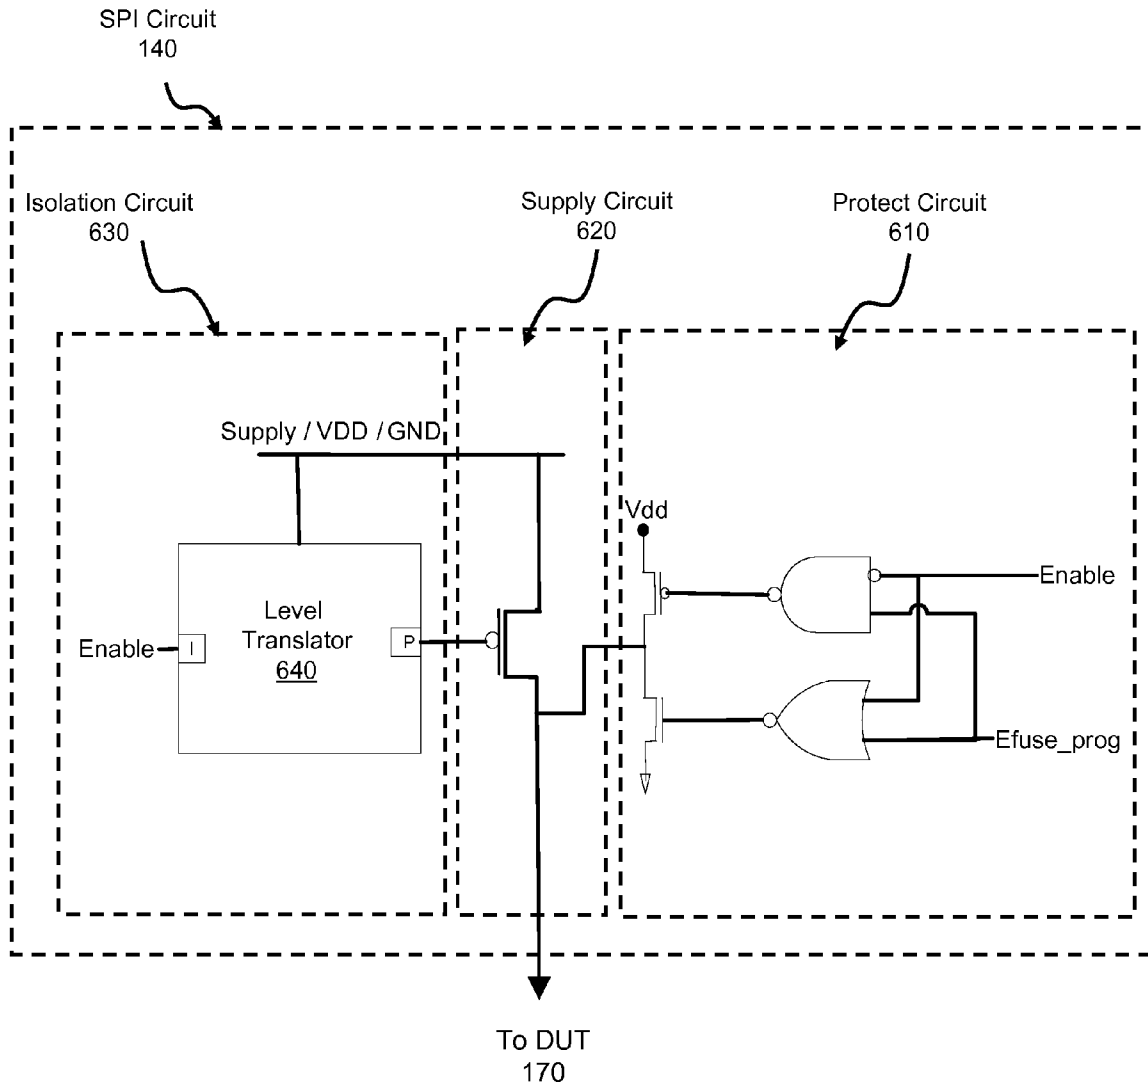 SPI Circuit
140
Isolation Circuit
630
Supply Circuit
620
Protect Circuit
610
Supply / VDD / GND
Vdd
Level
Translator
640
Enable
I
P
Enable
Efuse_prog
To DUT
170